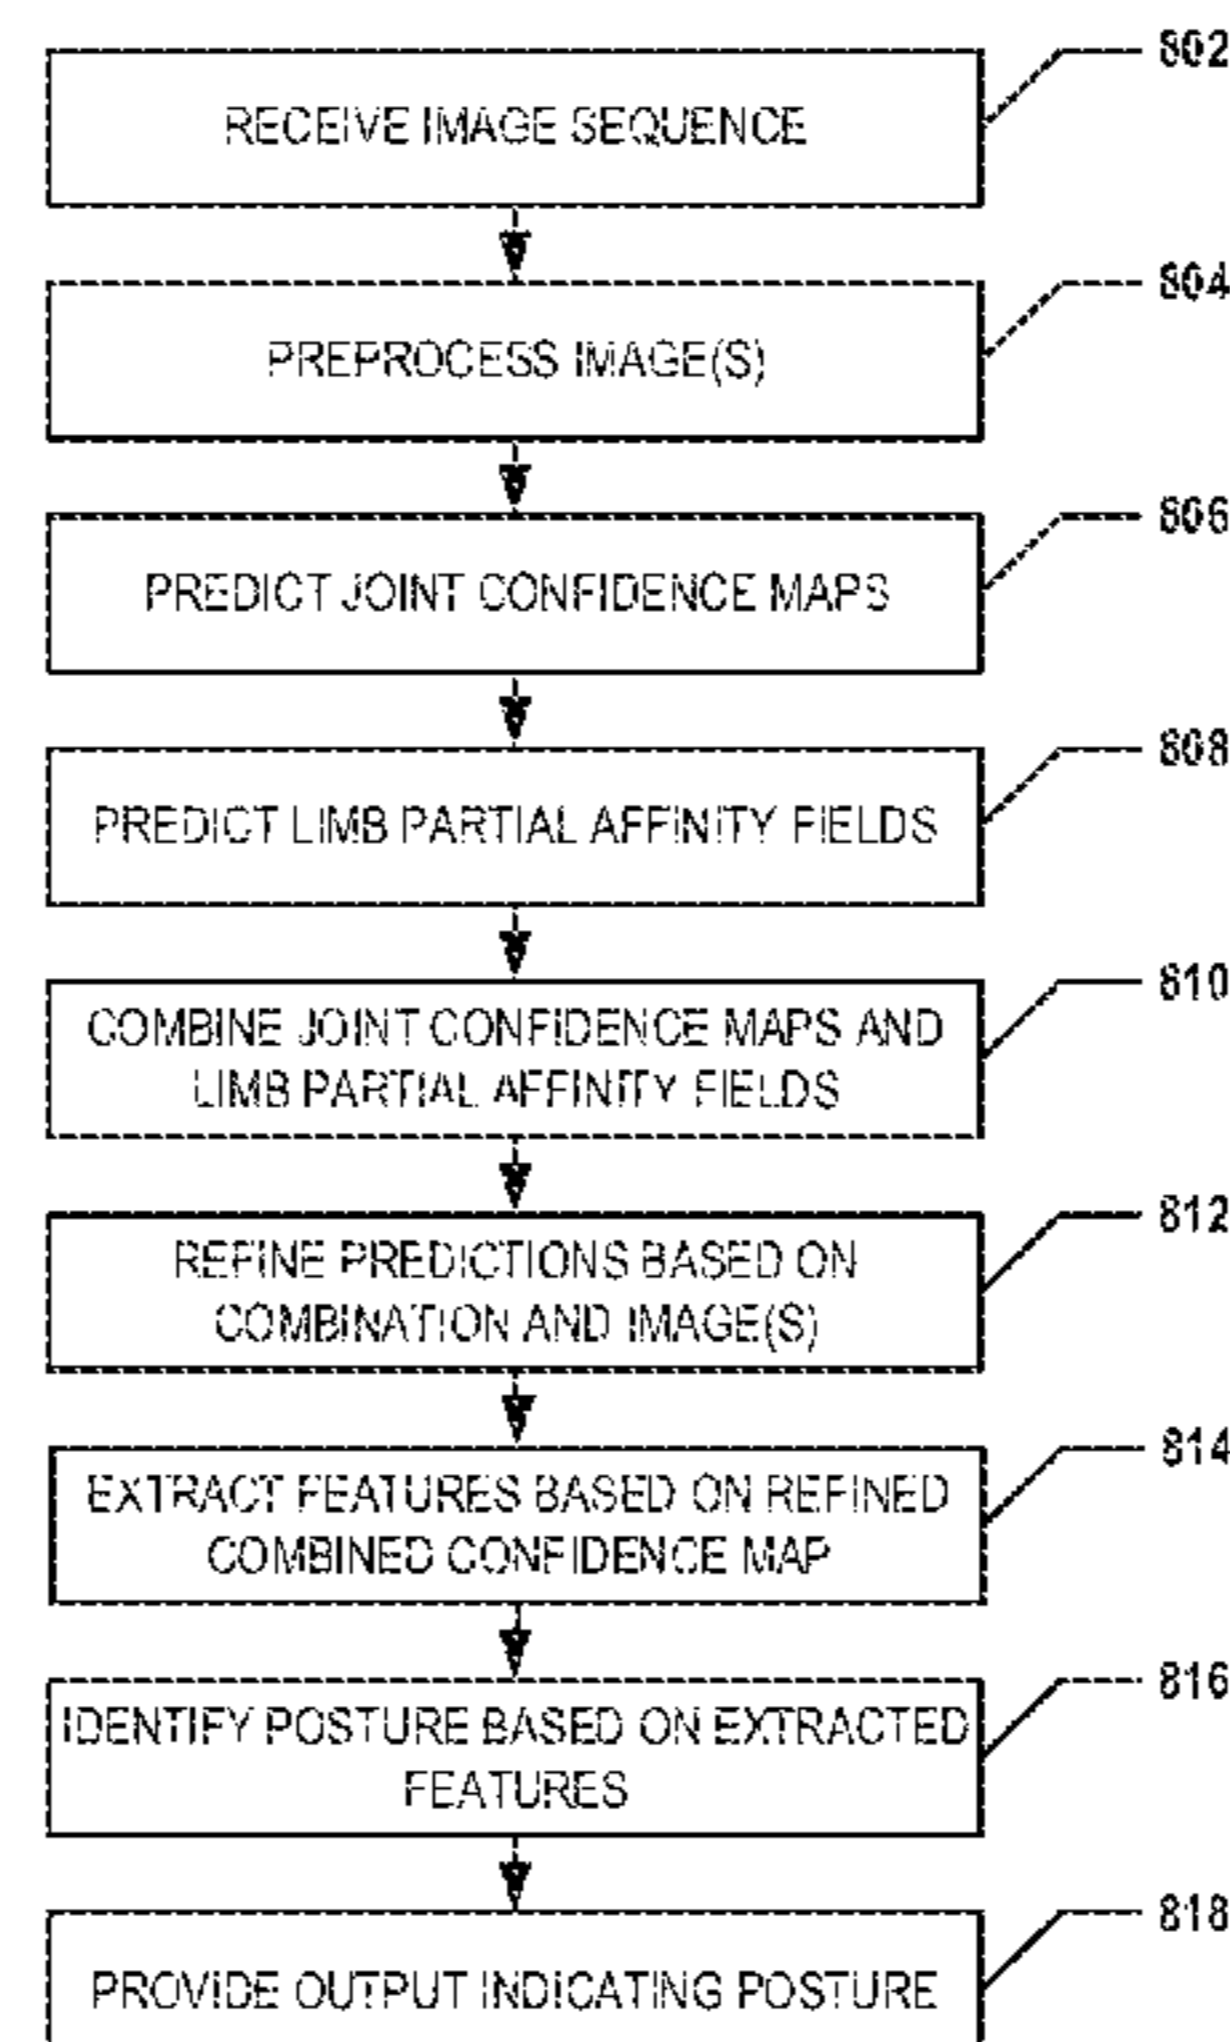 802
RECEIVE IMAGE SEQUENCE
804
PREPROCESS IMAGE(S)
806
PREDICT JOINT CONFIDENCE MAPS
808
PREDICT LIMB PARTIAL AFFINITY FIELDS
810
COMBINE JOINT CONFIDENCE MAPS AND
LIMB PARTIAL AFFINITY FIELDS
812
REFINE PREDICTIONS BASED ON
COMBINATION AND IMAGE(S)
814
EXTRACT FEATURES BASED ON REFINED
COMBINED CONFIDENCE MAP
816
IDENTIFY POSTURE BASED ON EXTRACTED
FEATURES
818
PROVIDE OUTPUT INDICATING POSTURE